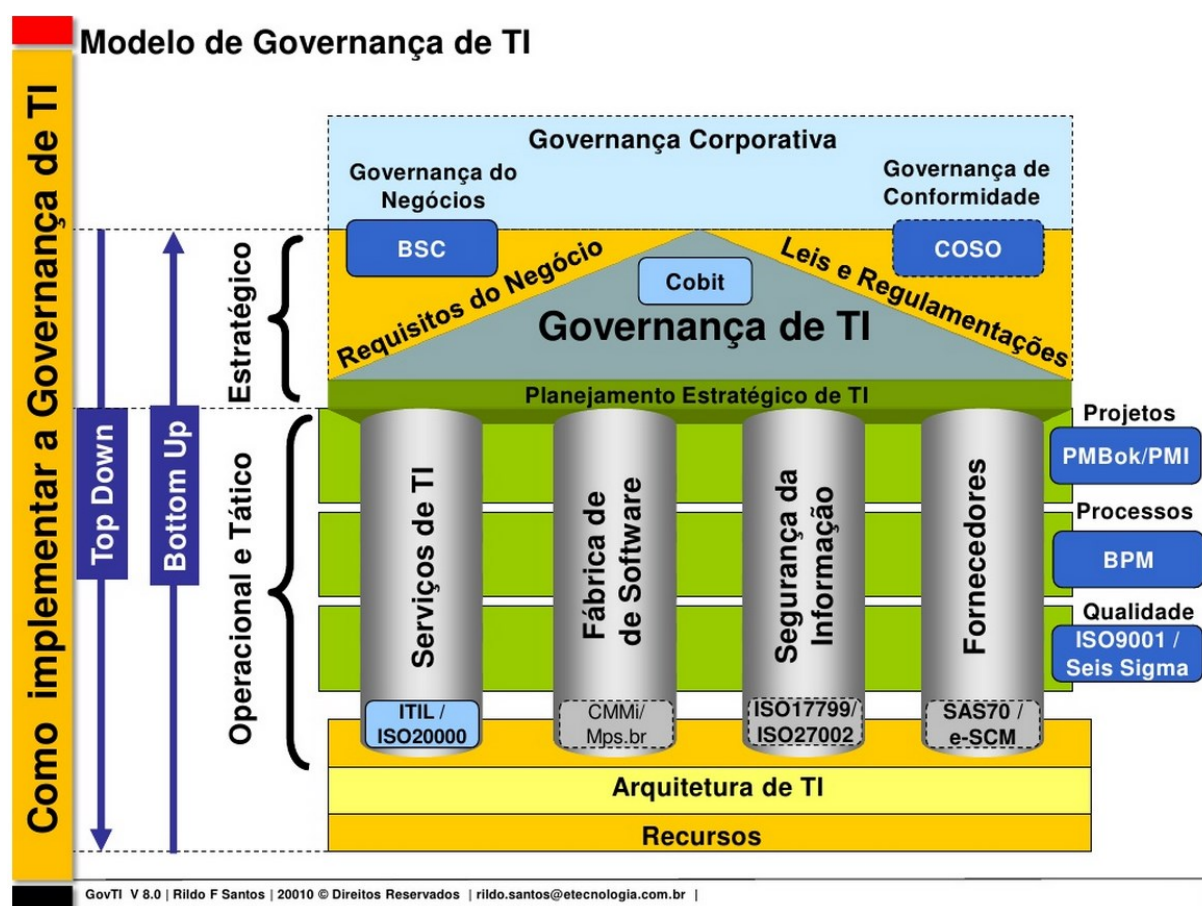 Modelo de Governança de TI
Como implementar a Governança de TI
Governança Corporativa
Governança do
Negócios
Governança de
Conformidade
BSC
COSO
Requisitos do Negócio
Leis e Regulamentações
Cobit
Governança de TI
Estratégico
Planejamento Estratégico de TI
Top Down
Bottom Up
Operacional e Tático
Serviços de TI
Fábrica de
de Software
Segurança da
Informação
Fornecedores
Projetos
PMBok/PMI
Processos
BPM
Qualidade
ISO9001 /
Seis Sigma
ITIL /
ISO20000
CMMi/
Mps.br
ISO17799/
ISO27002
SAS70 /
e-SCM
Arquitetura de TI
Recursos
GovTI V 8.0 | Rildo F Santos | 20010 © Direitos Reservados | rildo.santos@etecnologia.com.br |